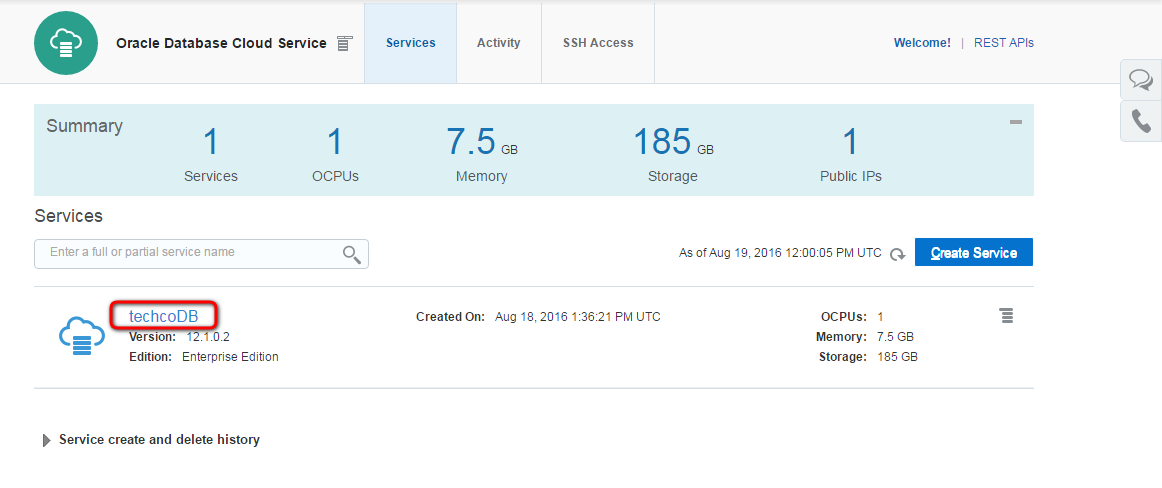 Oracle Database Cloud Service
Services
Activity
SSH Access
Welcome! | REST APIs
Summary
1 1 7.5 GB 185 GB 1
Services OCPUs Memory Storage Public IPs
Services
Enter a full or partial service name
As of Aug 19, 2016 12:00:05 PM UTC
Create Service
techcoDB
Created On: Aug 18, 2016 1:36:21 PM UTC
OCPUs: 1
Version: 12.1.0.2
Memory: 7.5 GB
Edition: Enterprise Edition
Storage: 185 GB
Service create and delete history